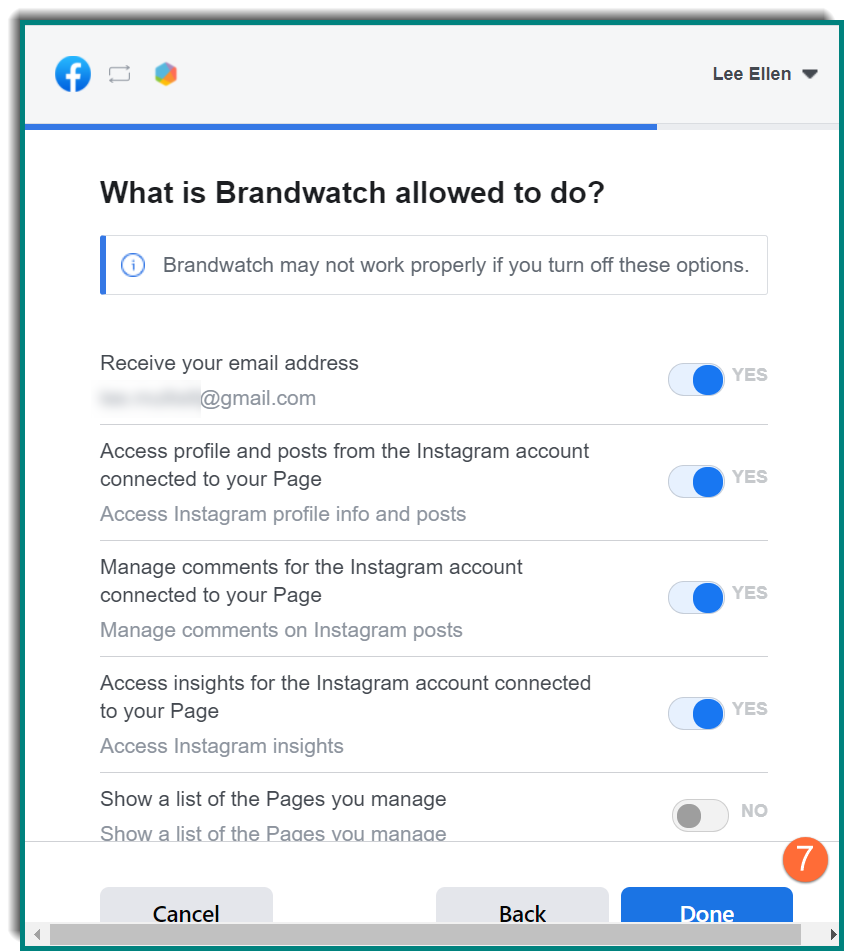 Lee Ellen
What is Brandwatch allowed to do?
Brandwatch may not work properly if you turn off these options.
Receive your email address
YES
@gmail.com
Access profile and posts from the Instagram account
connected to your Page
YES
Access Instagram profile info and posts
Manage comments for the Instagram account
connected to your Page
YES
Manage comments on Instagram posts
Access insights for the Instagram account connected
to your Page
YES
Access Instagram insights
Show a list of the Pages you manage
NO
Show a list of the Pages you manage
7
Cancel
Back
Done